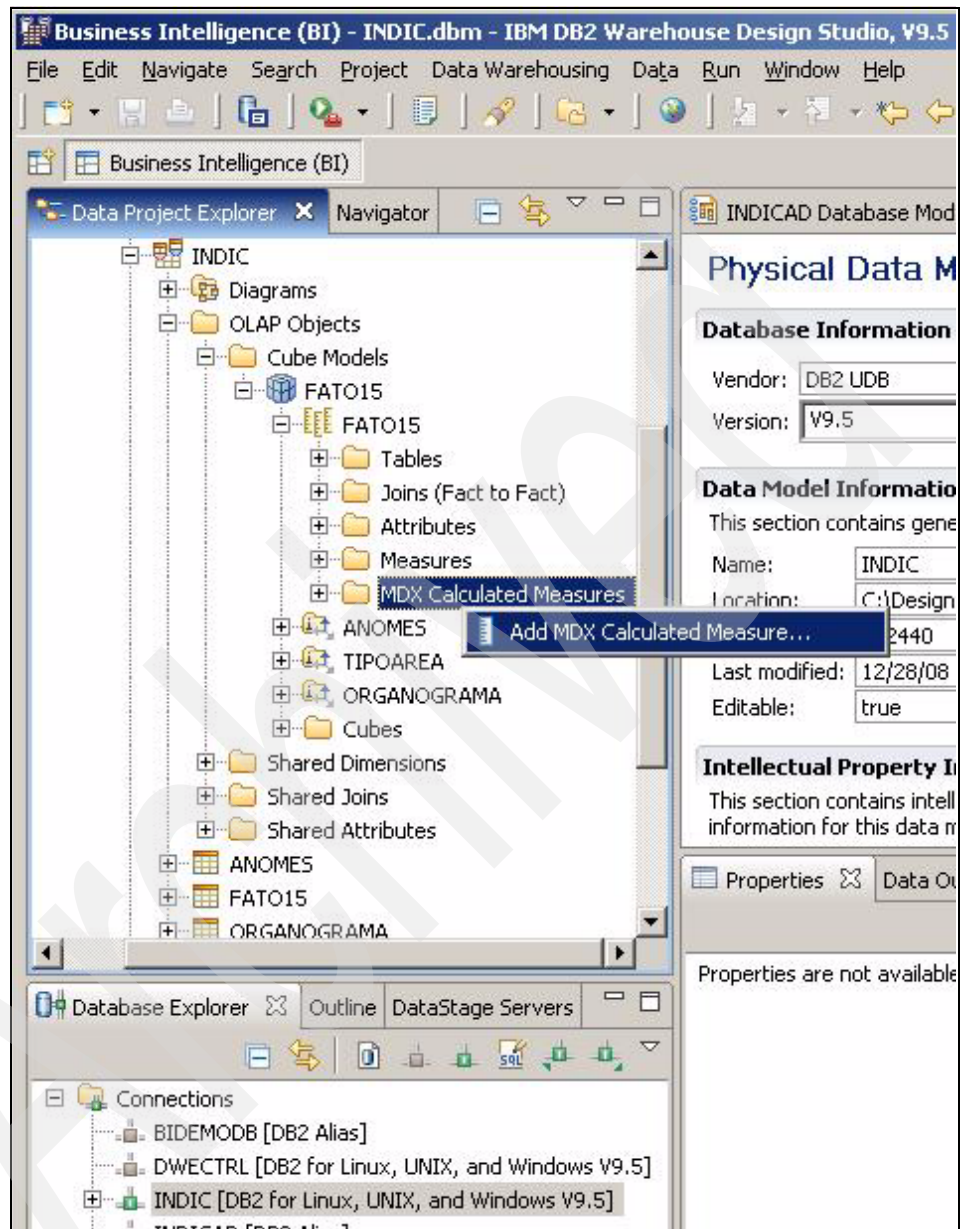 Business Intelligence (BI) - INDIC.dbm - IBM DB2 Warehouse Design Studio, V9.5
File Edit Navigate Search Project Data Warehousing Data Run Window Help
Business Intelligence (BI)
Data Project Explorer Navigator
INDIC
Diagrams
OLAP Objects
Cube Models
FATO15
FATO15
Tables
Joins (Fact to Fact)
Attributes
Measures
MDX Calculated Measures
Add MDX Calculated Measure...
ANOMES
TIPOAREA
ORGANOGRAMA
Cubes
Shared Dimensions
Shared Joins
Shared Attributes
ANOMES
FATO15
ORGANOGRAMA
INDICAD Database Mod
Physical Data M
Database Information
Vendor: DB2 UDB
Version: V9.5
Data Model Informatio
This section contains gene
Name: INDIC
Location: C:\Design
2440
Last modified: 12/28/08
Editable: true
Intellectual Property I
This section contains intell
information for this data m
Properties Data Ou
Properties are not available
Database Explorer Outline DataStage Servers
SQL
Connections
BIDEMODB [DB2 Alias]
DWECTRL [DB2 for Linux, UNIX, and Windows V9.5]
INDIC [DB2 for Linux, UNIX, and Windows V9.5]
INDICAD [DB2 Alias]
Archived